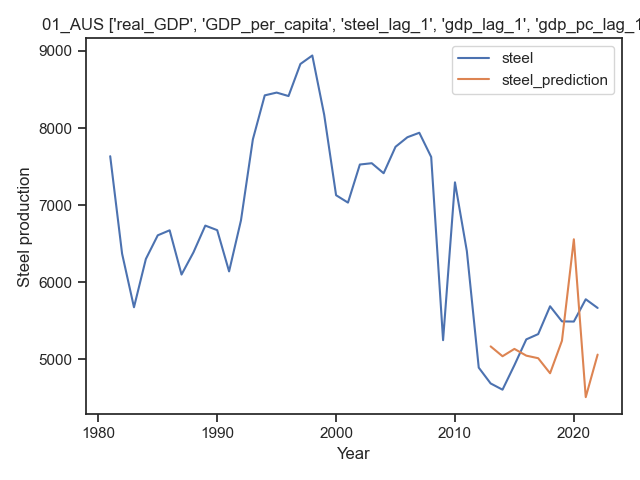 01_AUS ['real_GDP', 'GDP_per_capita', 'steel_lag_1', 'gdp_lag_1', 'gdp_pc_lag_1
steel
steel_prediction
Steel production
9000
8000
7000
6000
5000
1980 1990 2000 2010 2020
Year